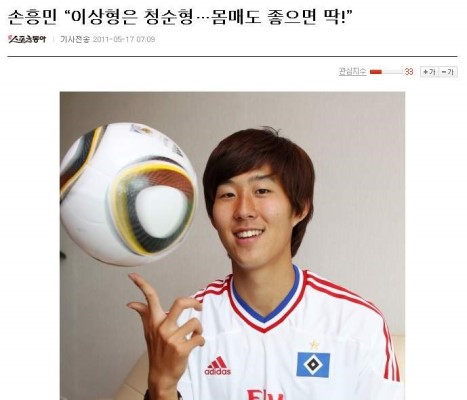 손흥민 “이상형은 청순형…몸매도 좋으면 딱!”
스포츠동아 | 기사전송 2011-05-17 07:09
관심지수 33 +가 -가
adidas
Fly Emi